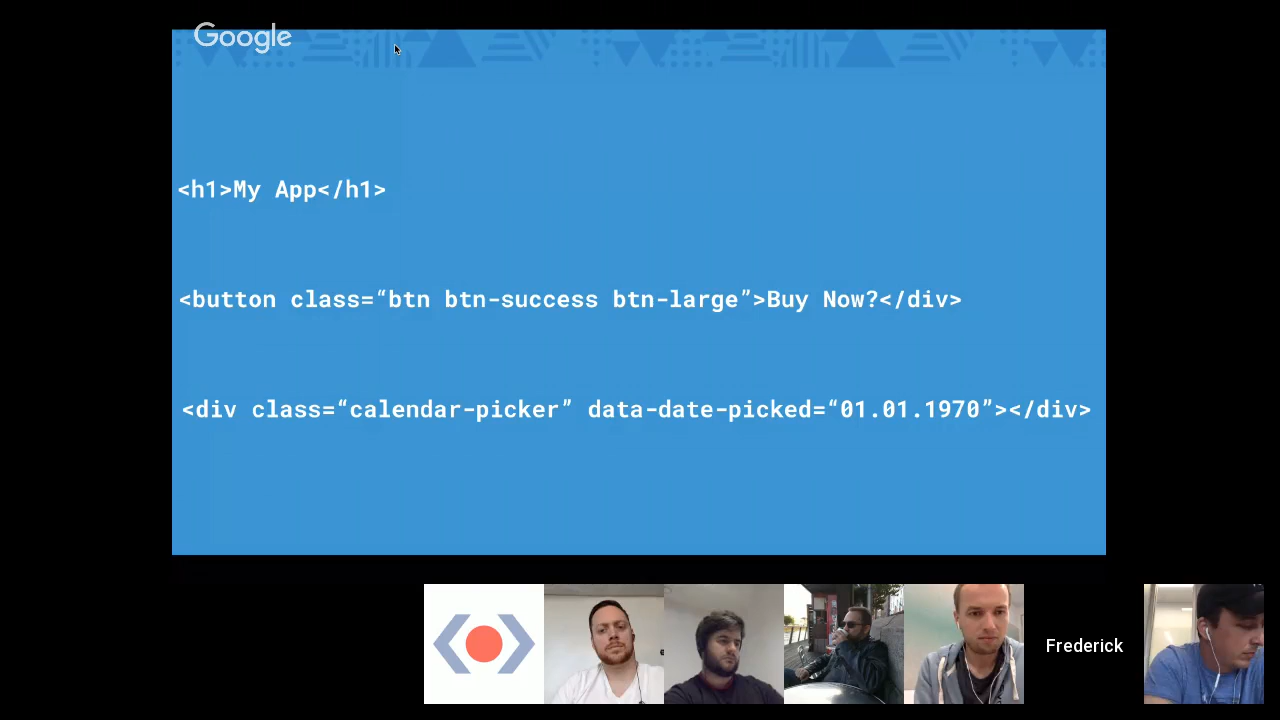 Google
<h1>My App</h1>
<button class=“btn btn-success btn-large”>Buy Now?</div>
<div class=“calendar-picker” data-date-picked=“01.01.1970”></div>
Frederick